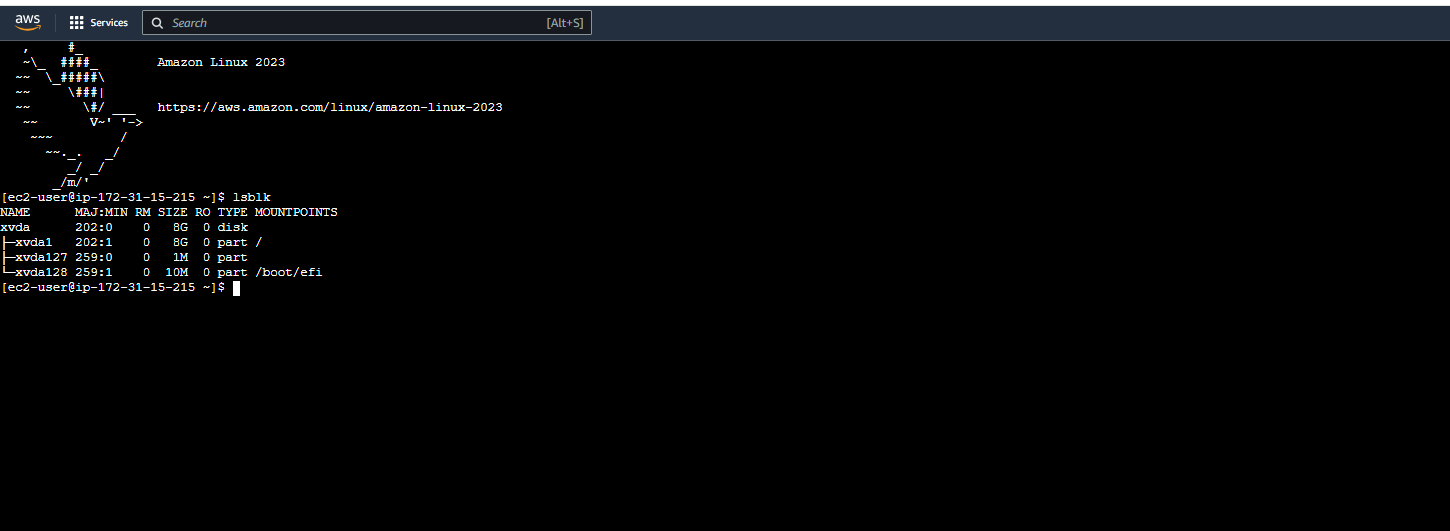 aws Services Search [Alt+S]
   ,     #_
   ~\_  ####_        Amazon Linux 2023
  ~~  \_#####\
  ~~     \###|
  ~~       \#/ ___   https://aws.amazon.com/linux/amazon-linux-2023
   ~~       V~' '->
    ~~~         /
      ~~._.   _/
         _/ _/
       _/m/'
[ec2-user@ip-172-31-15-215 ~]$ lsblk
NAME      MAJ:MIN RM SIZE RO TYPE MOUNTPOINTS
xvda      202:0    0   8G  0 disk
├─xvda1   202:1    0   8G  0 part /
├─xvda127 259:0    0   1M  0 part
└─xvda128 259:1    0  10M  0 part /boot/efi
[ec2-user@ip-172-31-15-215 ~]$